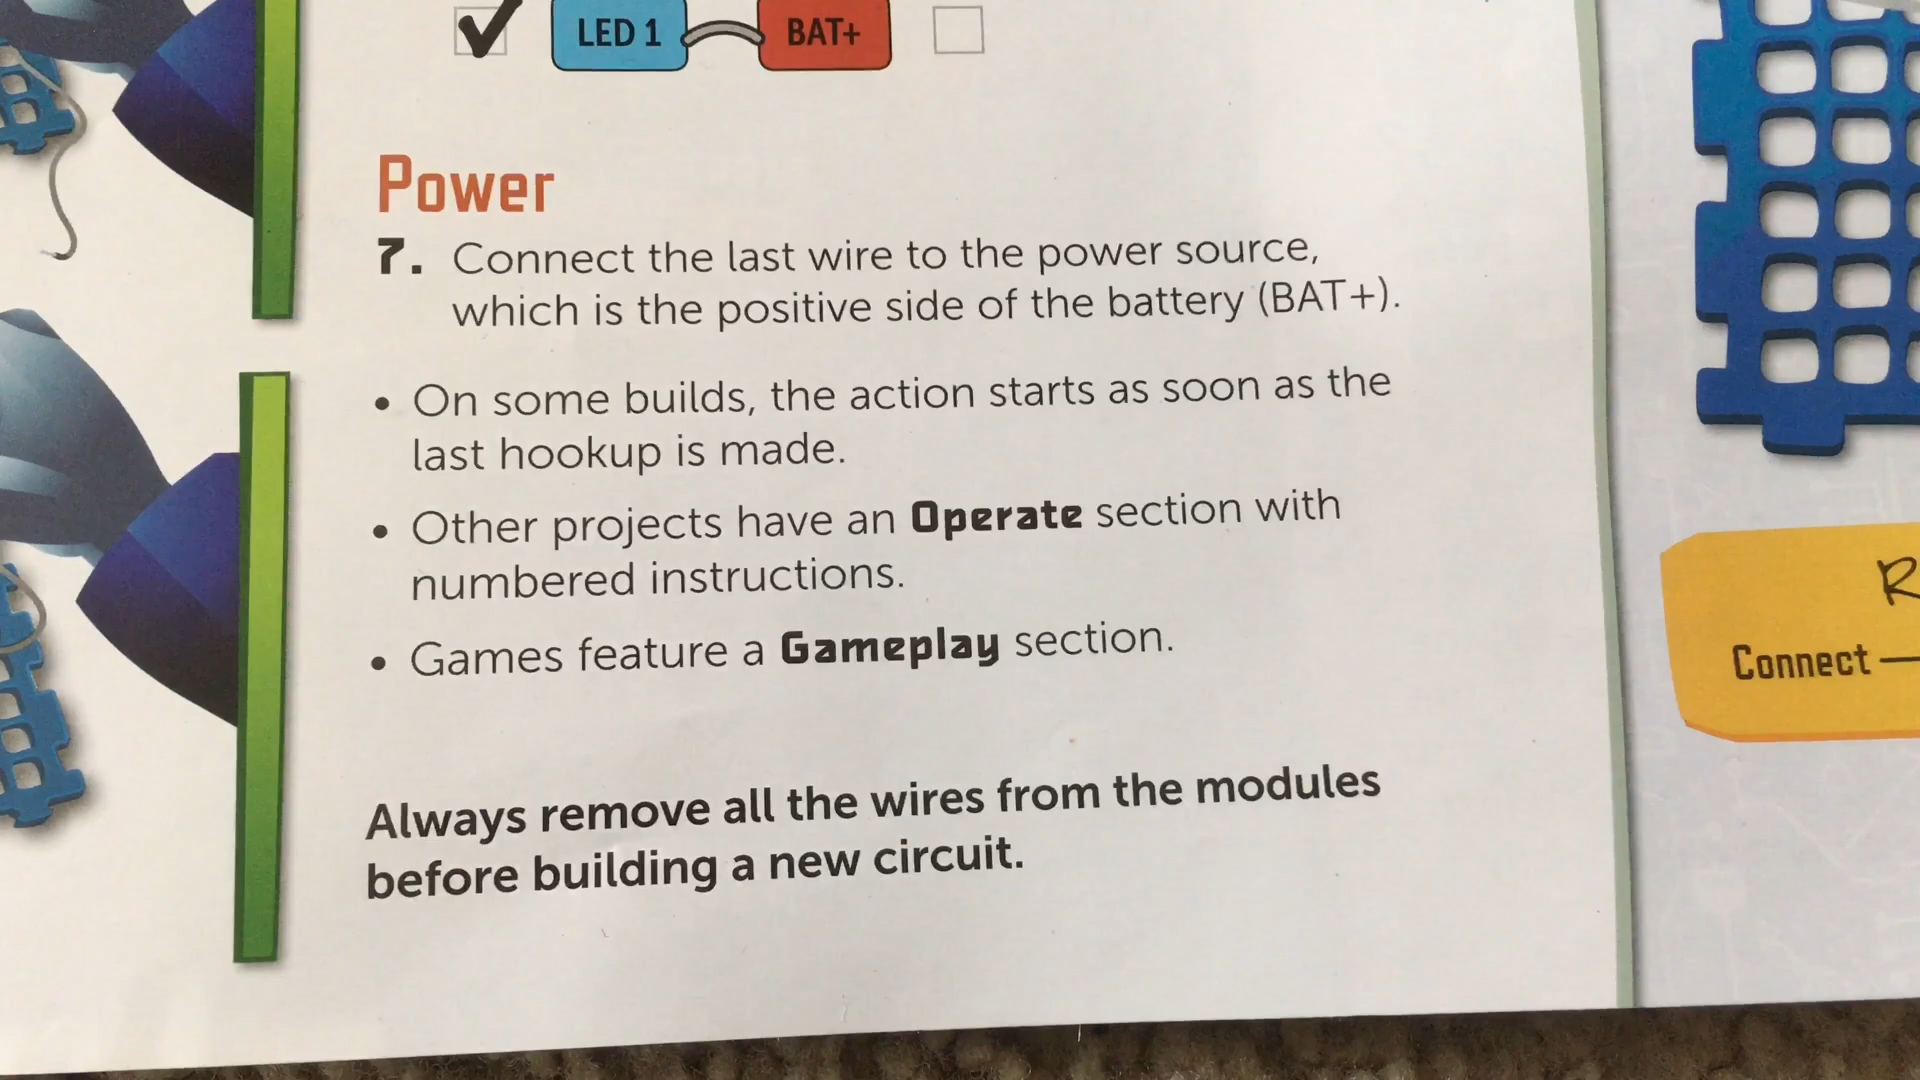 LED 1 BAT+
Power
7. Connect the last wire to the power source,
which is the positive side of the battery (BAT+).
• On some builds, the action starts as soon as the
last hookup is made.
• Other projects have an Operate section with
numbered instructions.
• Games feature a Gameplay section.
Always remove all the wires from the modules
before building a new circuit.
Connect